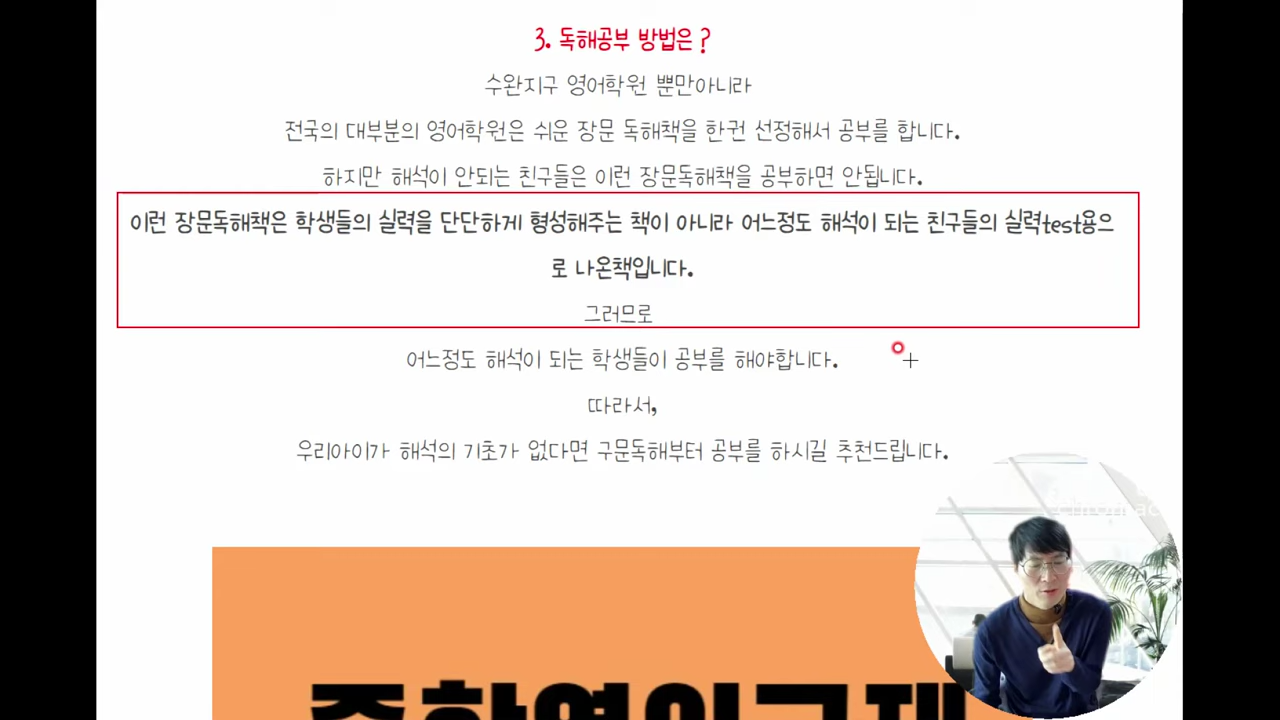 3. 독해공부 방법은?
수완지구 영어학원 뿐만아니라
전국의 대부분의 영어학원은 쉬운 장문 독해책을 한권 선정해서 공부를 합니다.
하지만 해석이 안되는 친구들은 이런 장문독해책을 공부하면 안됩니다.
이런 장문독해책은 학생들의 실력을 단단하게 형성해주는 책이 아니라 어느정도 해석이 되는 친구들의 실력test용으
로 나온책입니다.
그러므로
어느정도 해석이 되는 학생들이 공부를 해야합니다.
따라서,
우리아이가 해석의 기초가 없다면 구문독해부터 공부를 하시길 추천드립니다.